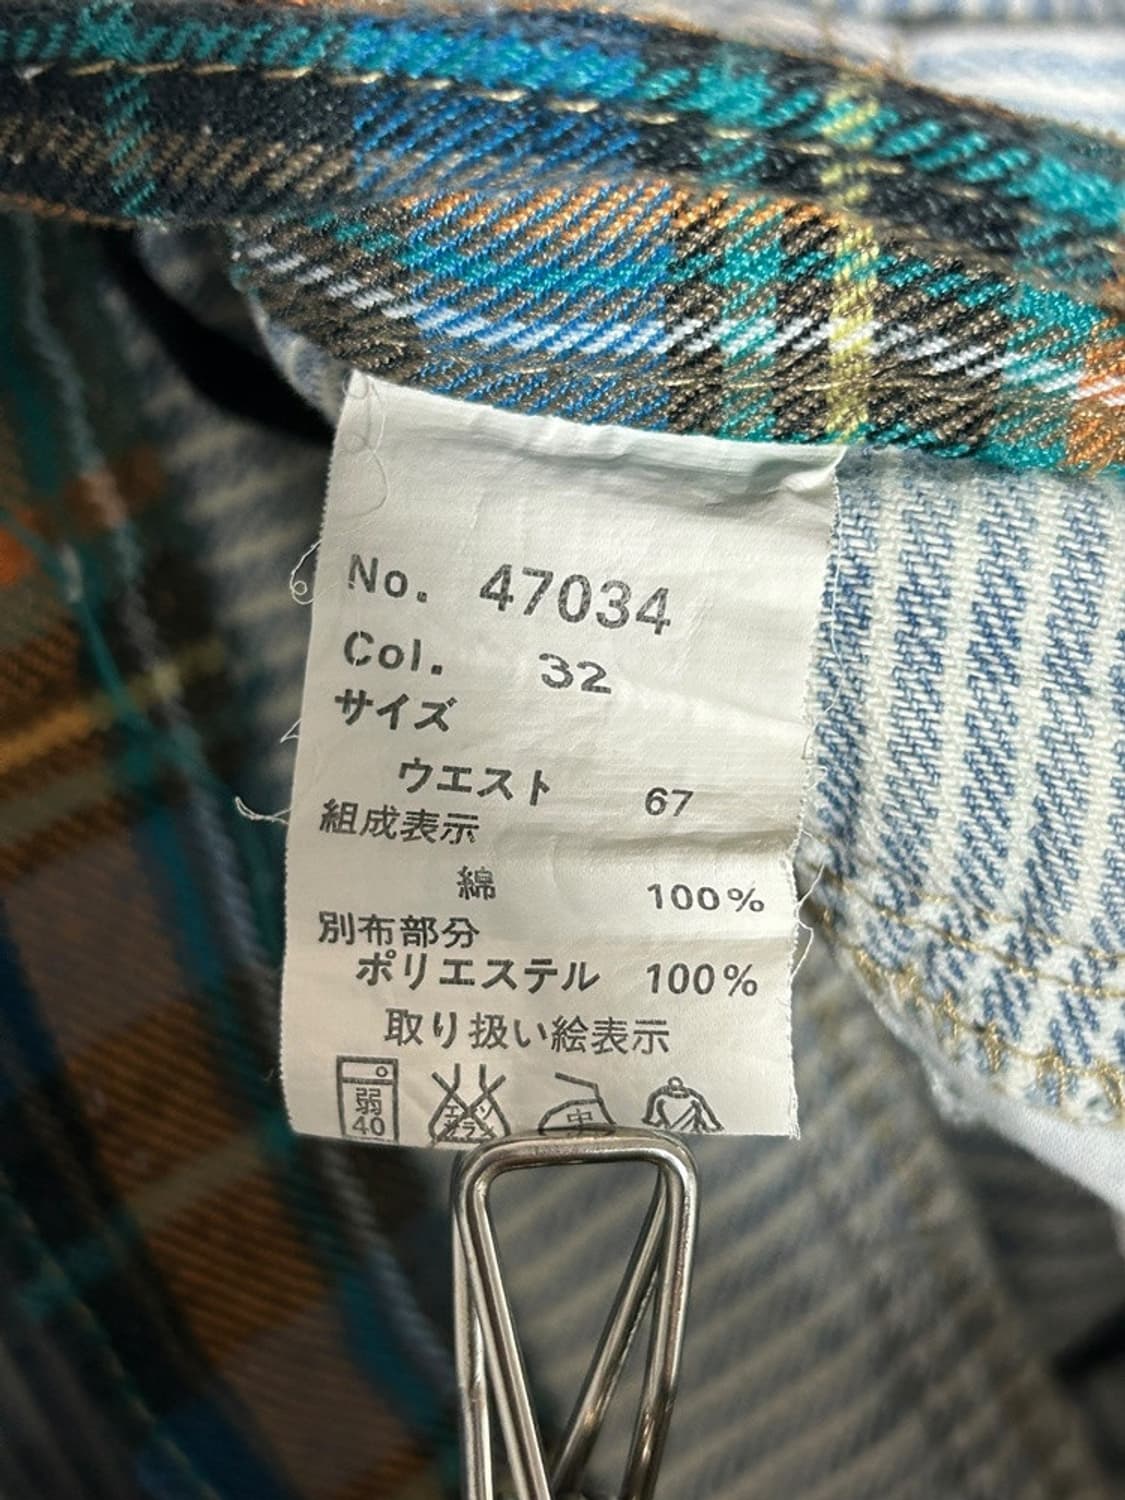 No. 47034
Col. 32
サイズ
ウエスト 67
組成表示
綿 100%
別布部分
ポリエステル 100%
取り扱い絵表示
弱
40
中